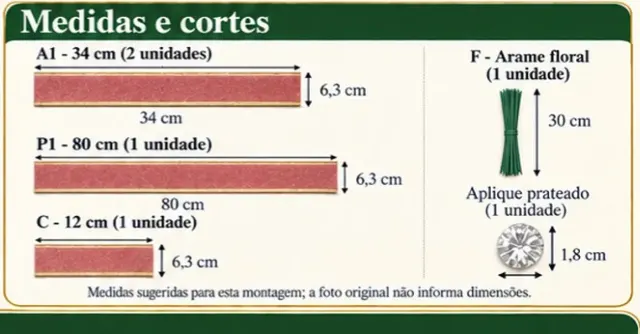 Medidas e cortes
A1 - 34 cm (2 unidades)
6,3 cm
34 cm
P1 - 80 cm (1 unidade)
6,3 cm
80 cm
C - 12 cm (1 unidade)
6,3 cm
F - Arame floral
(1 unidade)
30 cm
Aplique prateado
(1 unidade)
1,8 cm
Medidas sugeridas para esta montagem; a foto original não informa dimensões.